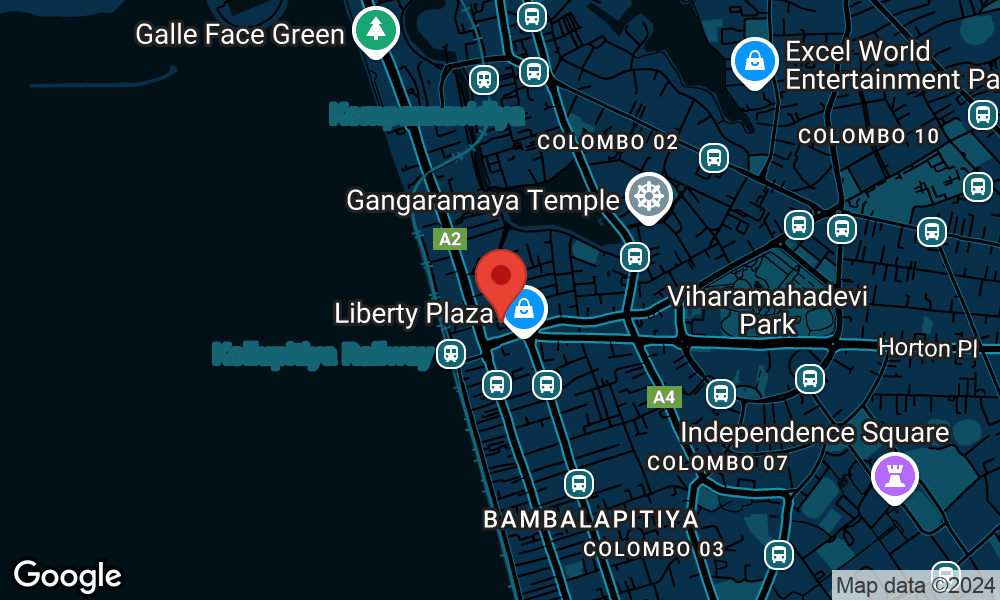 Galle Face Green
Excel World
Entertainment Pa
COLOMBO 02
COLOMBO 10
Gangaramaya Temple
A2
Viharamahadevi
Park
Liberty Plaza
Horton Pl
A4
Independence Square
COLOMBO 07
BAMBALAPITIYA
COLOMBO 03
Google
Map data ©2024